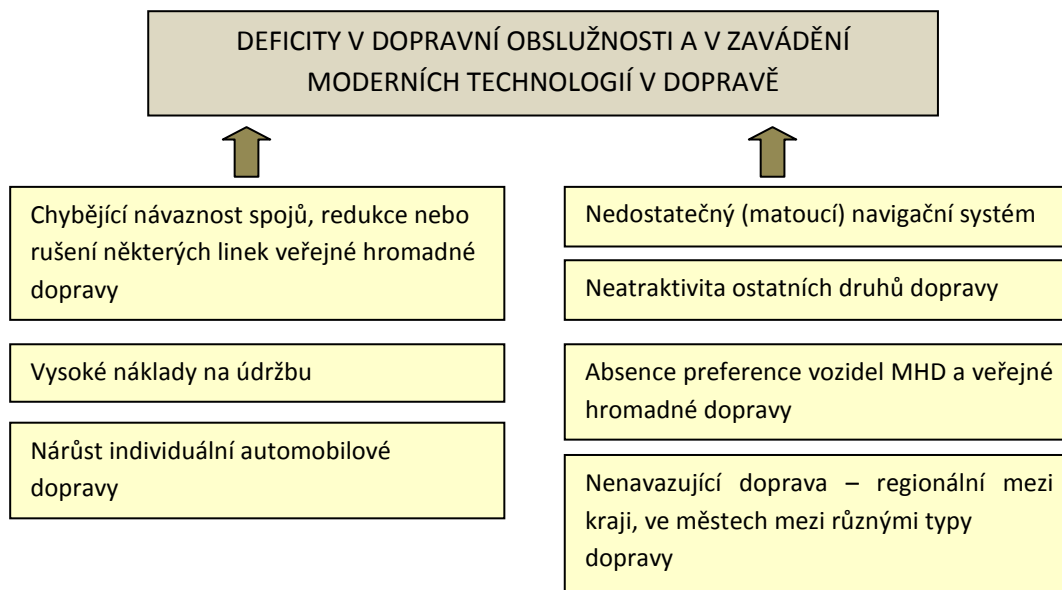 DEFICITY V DOPRAVNÍ OBSLUŽNOSTI A V ZAVÁDĚNÍ
MODERNÍCH TECHNOLOGIÍ V DOPRAVĚ
Chybějící návaznost spojů, redukce nebo
rušení některých linek veřejné hromadné
dopravy
Vysoké náklady na údržbu
Nárůst individuální automobilové
dopravy
Nedostatečný (matoucí) navigační systém
Neatraktivita ostatních druhů dopravy
Absence preference vozidel MHD a veřejné
hromadné dopravy
Nenavazující doprava – regionální mezi
kraji, ve městech mezi různými typy
dopravy